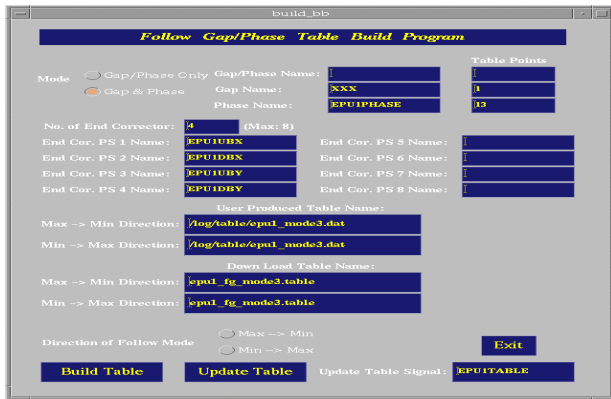 build_bb
Follow Gap/Phase Table Build Program
Table Points
Mode Gap/Phase Only Gap/Phase Name:
Gap & Phase Gap Name: XXX 1
Phase Name: EPU1PHASE 13
No. of End Corrector: 4 (Max: 8)
End Cor. PS 1 Name: EPU1UBX End Cor. PS 5 Name:
End Cor. PS 2 Name: EPU1DBX End Cor. PS 6 Name:
End Cor. PS 3 Name: EPU1UBY End Cor. PS 7 Name:
End Cor. PS 4 Name: EPU1DBY End Cor. PS 8 Name:
User Produced Table Name:
Max -> Min Direction: /log/table/epu1_mode3.dat
Min -> Max Direction: /log/table/epu1_mode3.dat
Down Load Table Name:
Max -> Min Direction: epu1_fg_mode3.table
Min -> Max Direction: epu1_fg_mode3.table
Direction of Follow Mode Max -> Min
Min -> Max
Exit
Build Table Update Table Update Table Signal: EPU1TABLE